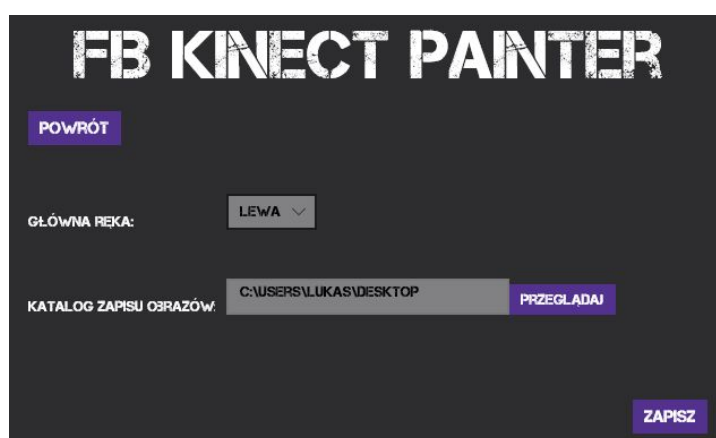 FB KINECT PAINTER
POWRÓT
GŁÓWNA RĘKA: LEWA
KATALOG ZAPISU OBRAZÓW: C:\USERS\LUKAS\DESKTOP PRZEGLĄDAJ
ZAPISZ